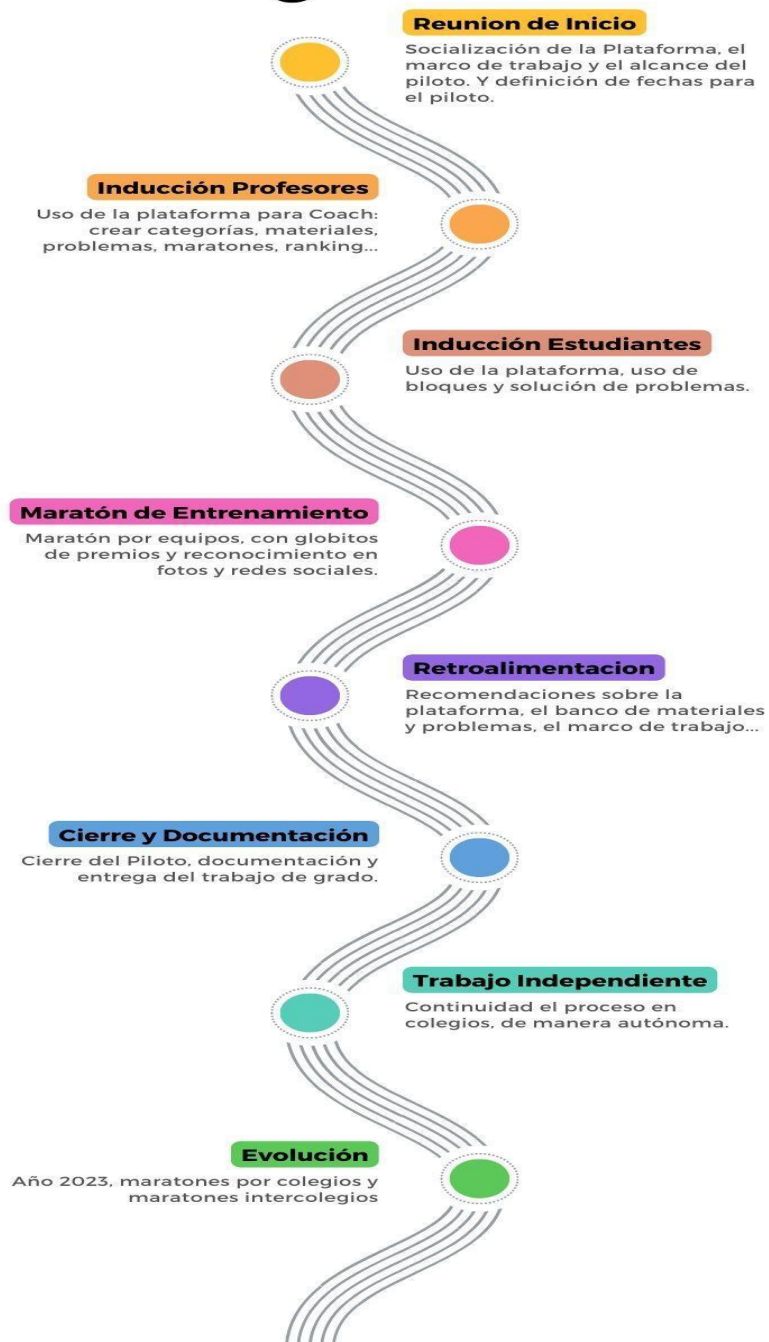 Reunion de Inicio
Socialización de la Plataforma, el
marco de trabajo y el alcance del
piloto. Y definición de fechas para
el piloto.
Inducción Profesores
Uso de la plataforma para Coach:
crear categorías, materiales,
problemas, maratones, ranking...
Inducción Estudiantes
Uso de la plataforma, uso de
bloques y solución de problemas.
Maratón de Entrenamiento
Maratón por equipos, con globitos
de premios y reconocimiento en
fotos y redes sociales.
Retroalimentacion
Recomendaciones sobre la
plataforma, el banco de materiales
y problemas, el marco de trabajo...
Cierre y Documentación
Cierre del Piloto, documentación y
entrega del trabajo de grado.
Trabajo Independiente
Continuidad el proceso en
colegios, de manera autónoma.
Evolución
Año 2023, maratones por colegios y
maratones intercolegios